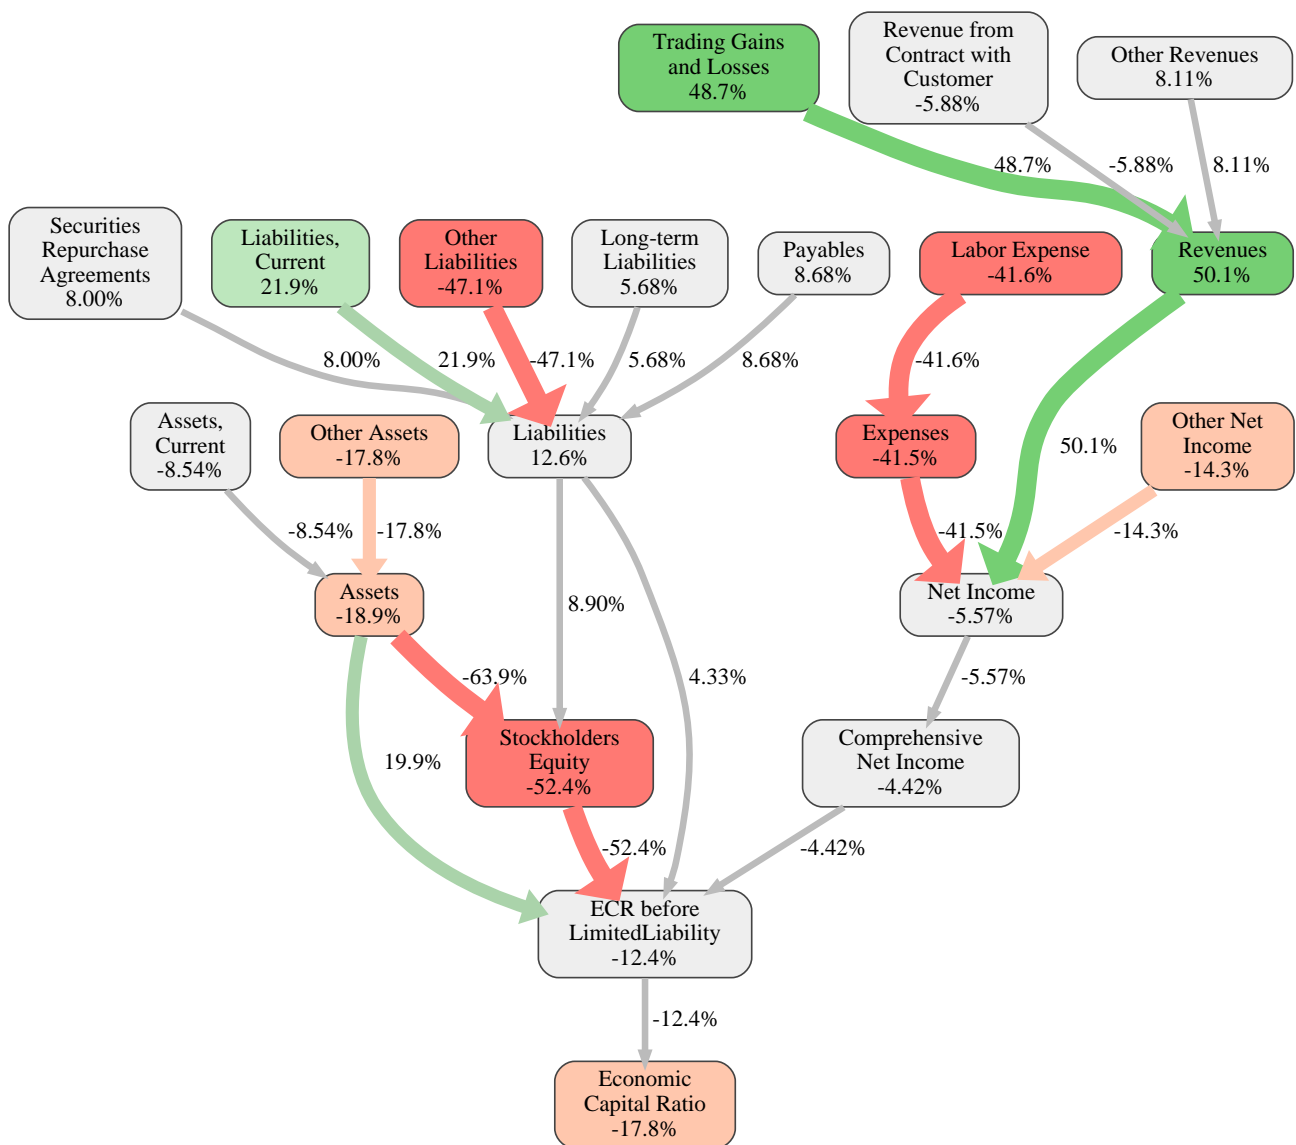 Trading Gains
and Losses
48.7%
Revenue from
Contract with
Customer
-5.88%
Other Revenues
8.11%
48.7%
-5.88%
8.11%
Securities
Repurchase
Agreements
8.00%
Liabilities,
Current
21.9%
Other
Liabilities
-47.1%
Long-term
Liabilities
5.68%
Payables
8.68%
Labor Expense
-41.6%
Revenues
50.1%
8.00%
21.9%
-47.1%
5.68%
8.68%
-41.6%
50.1%
Assets,
Current
-8.54%
Other Assets
-17.8%
Liabilities
12.6%
Expenses
-41.5%
Other Net
Income
-14.3%
-8.54%
-17.8%
-41.5%
-14.3%
Assets
-18.9%
8.90%
Net Income
-5.57%
-63.9%
4.33%
-5.57%
19.9%
Stockholders
Equity
-52.4%
Comprehensive
Net Income
-4.42%
-52.4%
-4.42%
ECR before
LimitedLiability
-12.4%
-12.4%
Economic
Capital Ratio
-17.8%